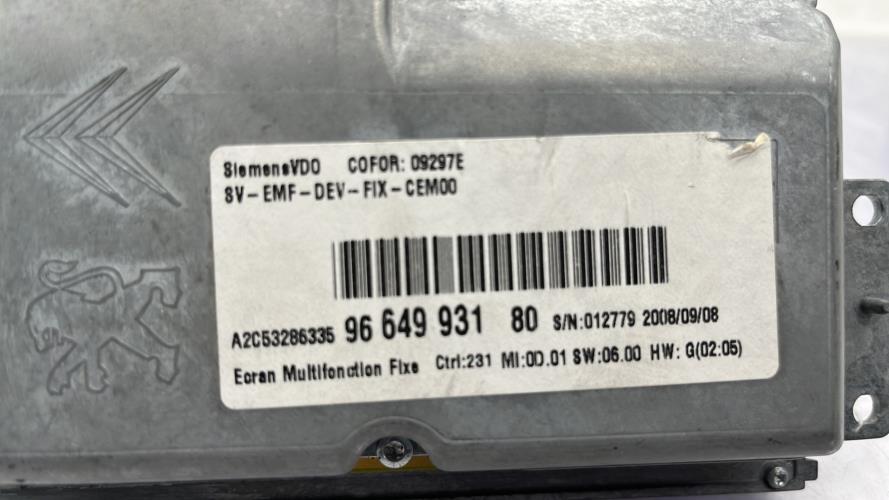 SiemensVDO COFOR: 09297E
SV-EMF-DEV-FIX-CEM00
A2C53286335 96 649 931 80 S/N:012779 2008/09/08
Ecran Multifonction Fixe Ctrl:231 MI:00.01 SW:06.00 HW: G(02:05)